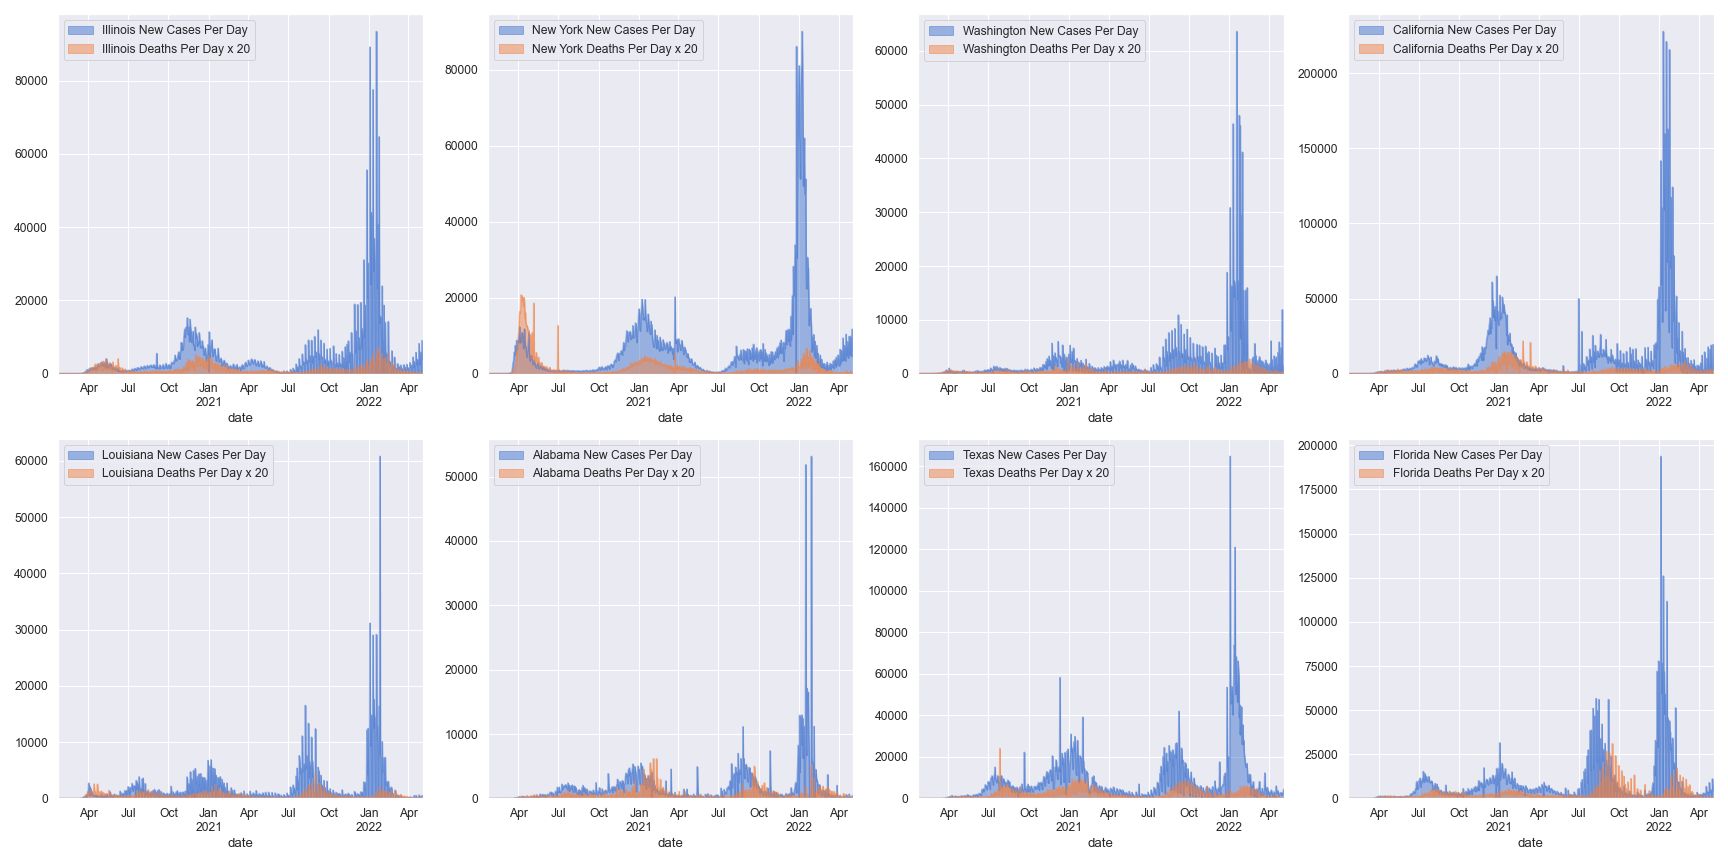 Illinois New Cases Per Day
Illinois Deaths Per Day x 20
80000
60000
40000
20000
0
Apr Jul Oct Jan Apr Jul Oct Jan Apr
2021 2022
date
New York New Cases Per Day
New York Deaths Per Day x 20
80000
60000
40000
20000
0
Apr Jul Oct Jan Apr Jul Oct Jan Apr
2021 2022
date
Washington New Cases Per Day
Washington Deaths Per Day x 20
60000
50000
40000
30000
20000
10000
0
Apr Jul Oct Jan Apr Jul Oct Jan Apr
2021 2022
date
California New Cases Per Day
California Deaths Per Day x 20
200000
150000
100000
50000
0
Apr Jul Oct Jan Apr Jul Oct Jan Apr
2021 2022
date
Louisiana New Cases Per Day
Louisiana Deaths Per Day x 20
60000
50000
40000
30000
20000
10000
0
Apr Jul Oct Jan Apr Jul Oct Jan Apr
2021 2022
date
Alabama New Cases Per Day
Alabama Deaths Per Day x 20
50000
40000
30000
20000
10000
0
Apr Jul Oct Jan Apr Jul Oct Jan Apr
2021 2022
date
Texas New Cases Per Day
Texas Deaths Per Day x 20
160000
140000
120000
100000
80000
60000
40000
20000
0
Apr Jul Oct Jan Apr Jul Oct Jan Apr
2021 2022
date
Florida New Cases Per Day
Florida Deaths Per Day x 20
200000
175000
150000
125000
100000
75000
50000
25000
0
Apr Jul Oct Jan Apr Jul Oct Jan Apr
2021 2022
date